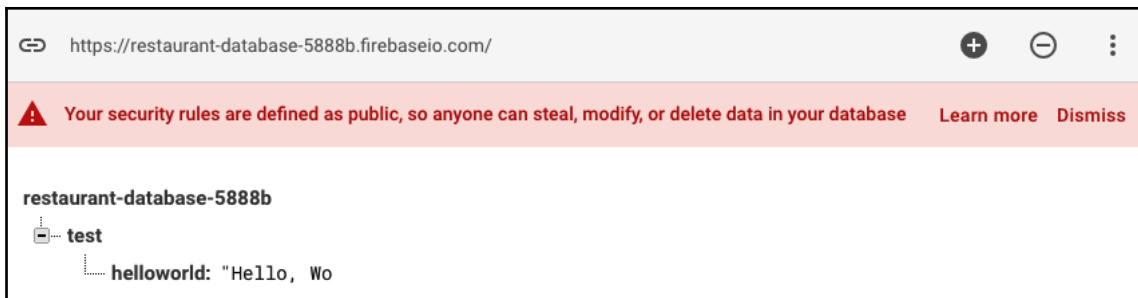 https://restaurant-database-5888b.firebaseio.com/
Your security rules are defined as public, so anyone can steal, modify, or delete data in your database Learn more Dismiss
restaurant-database-5888b
test
helloworld: "Hello, Wo